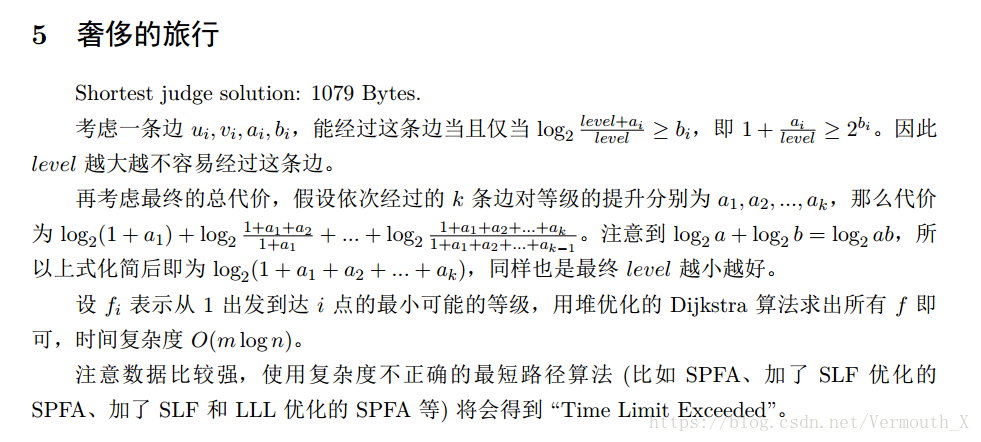 5 奢侈的旅行
Shortest judge solution: 1079 Bytes.
考虑一条边 $u_i, v_i, a_i, b_i$，能经过这条边当且仅当 $\log_2 \frac{level+a_i}{level} \geq b_i$，即 $1 + \frac{a_i}{level} \geq 2^{b_i}$。因此
$level$ 越大越不容易经过这条边。
再考虑最终的总代价，假设依次经过的 $k$ 条边对等级的提升分别为 $a_1, a_2, ..., a_k$，那么代价
为 $\log_2(1 + a_1) + \log_2 \frac{1+a_1+a_2}{1+a_1} + ... + \log_2 \frac{1+a_1+a_2+...+a_k}{1+a_1+a_2+...+a_{k-1}}$。注意到 $\log_2 a + \log_2 b = \log_2 ab$，所
以上式化简后即为 $\log_2(1 + a_1 + a_2 + ... + a_k)$，同样也是最终 $level$ 越小越好。
设 $f_i$ 表示从 1 出发到达 $i$ 点的最小可能的等级，用堆优化的 Dijkstra 算法求出所有 $f$ 即
可，时间复杂度 $O(m \log n)$。
注意数据比较强，使用复杂度不正确的最短路径算法 (比如 SPFA、加了 SLF 优化的
SPFA、加了 SLF 和 LLL 优化的 SPFA 等) 将会得到 “Time Limit Exceeded”。
https://blog.csdn.net/Vermouth_X